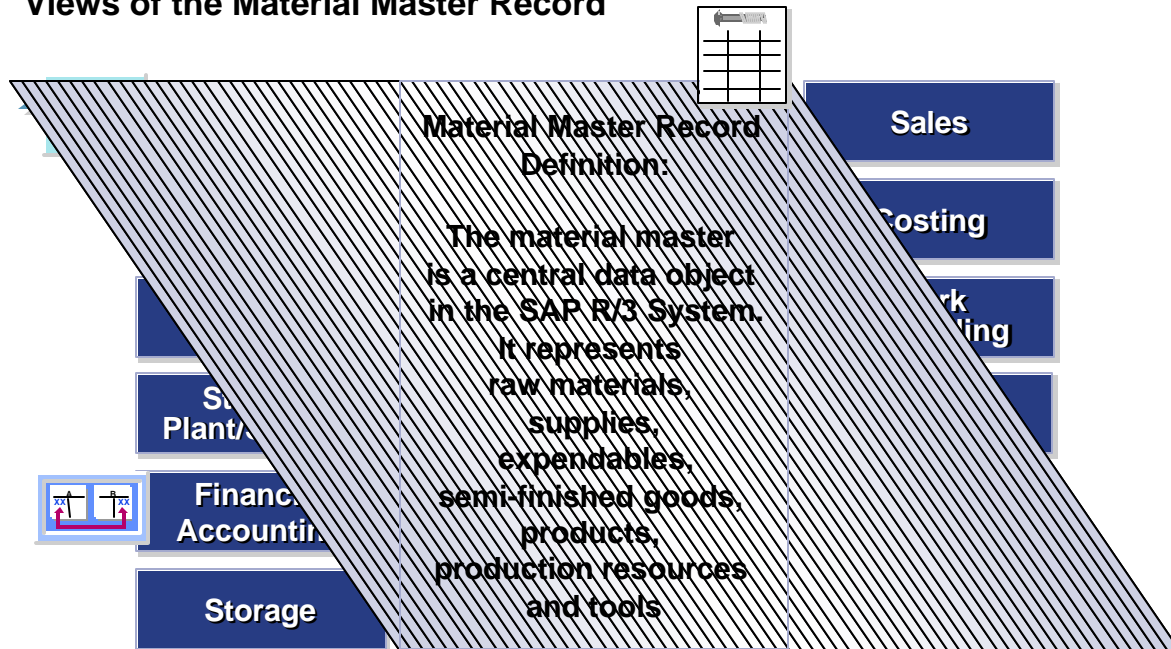 Views of the Material Master Record
Material Master Record
Definition:
The material master
is a central data object
in the SAP R/3 System.
It represents
raw materials,
supplies,
expendables,
semi-finished goods,
products,
production resources
and tools
Financial
Accounting
Storage
Sales
Costing